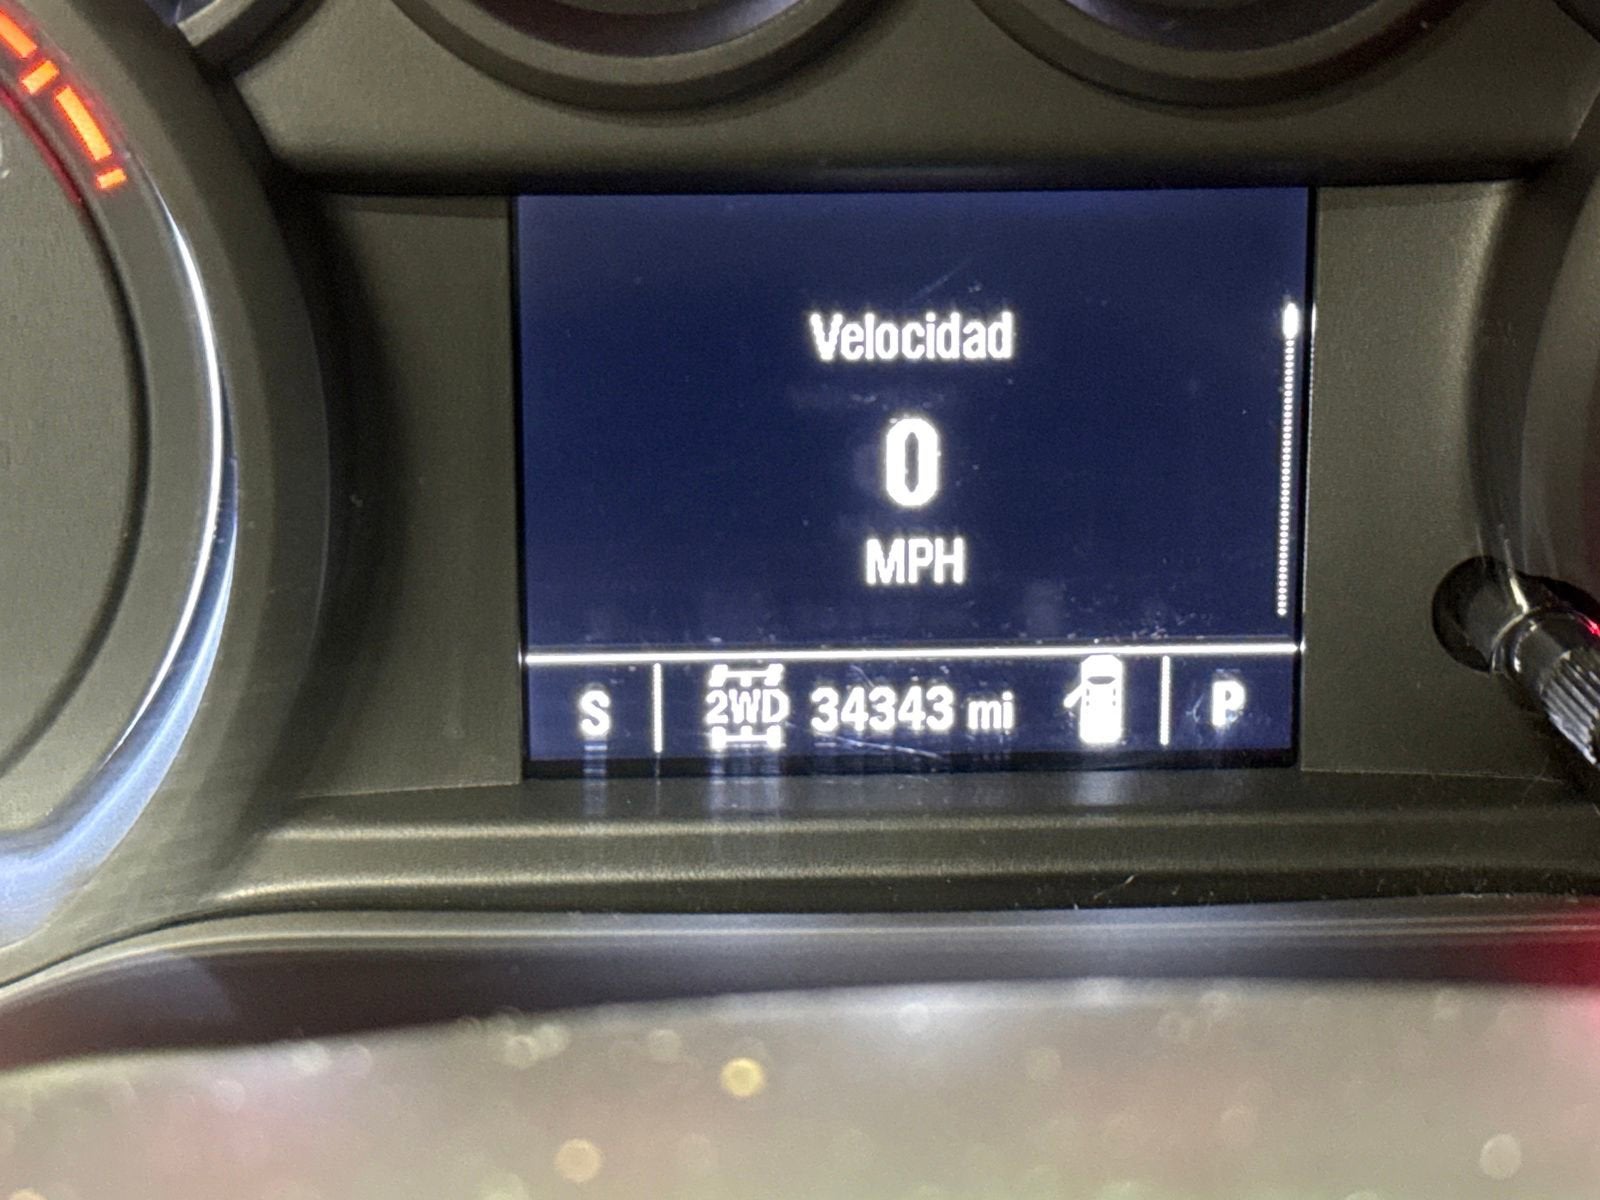 Velocidad
0
MPH
S 2WD 34343 mi P